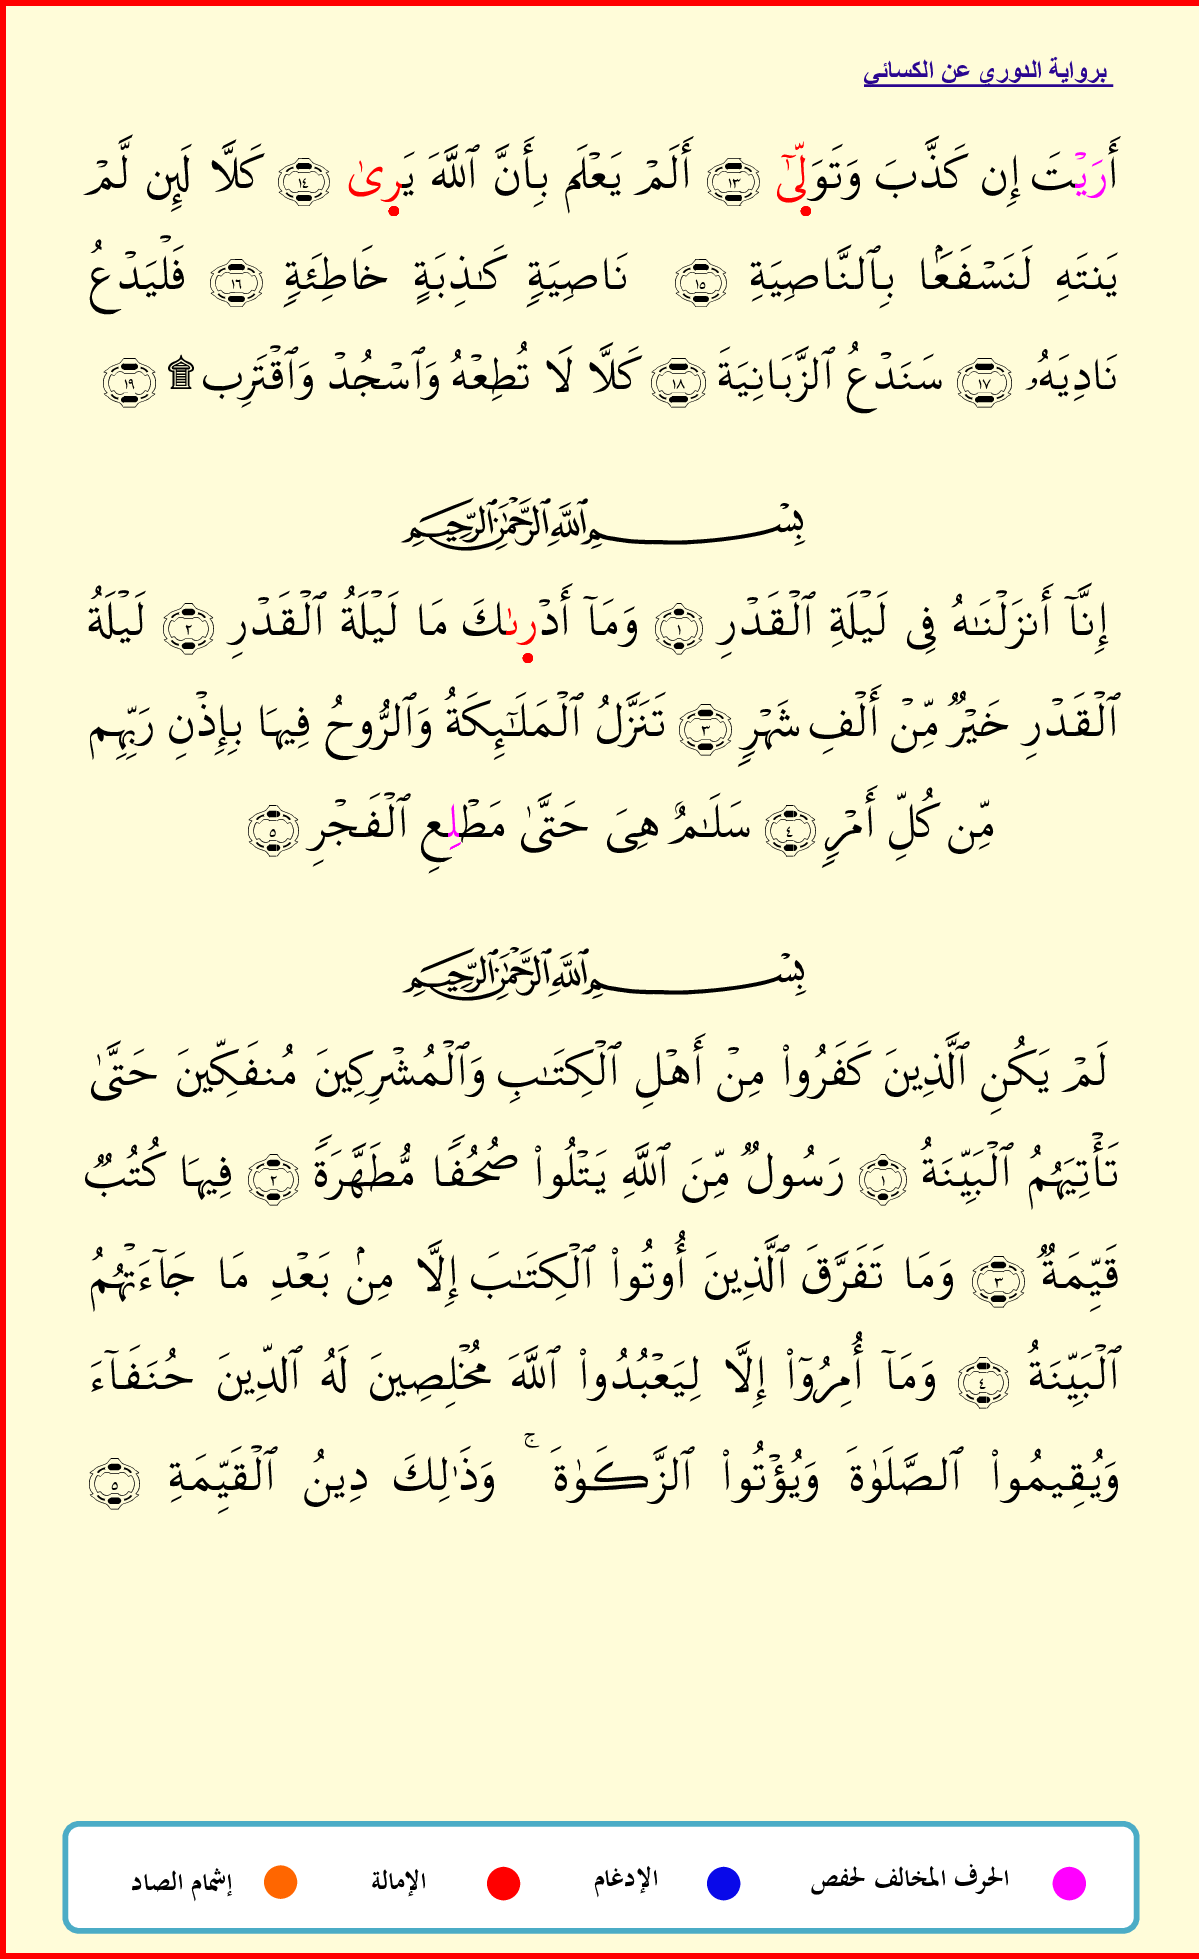 برواية الدوري عن الكسائي
أَرَيْتَ إِن كَذَّبَ وَتَوَلِّىٰٓ ١٣ أَلَمْ يَعْلَم بِأَنَّ ٱللَّهَ يَرِىٰ ١٤ كَلَّا لَئِن لَّمْ
يَنتَهِ لَنَسْفَعَۢا بِٱلنَّاصِيَةِ ١٥ نَاصِيَةٍ كَـٰذِبَةٍ خَاطِئَةٍ ١٦ فَلْيَدْعُ
نَادِيَهُۥ ١٧ سَنَدْعُ ٱلزَّبَانِيَةَ ١٨ كَلَّا لَا تُطِعْهُ وَٱسْجُدْ وَٱقْتَرِب ۩ ١٩
بِسْمِ ٱللَّهِ ٱلرَّحْمَـٰنِ ٱلرَّحِيمِ
إِنَّآ أَنزَلْنَـٰهُ فِى لَيْلَةِ ٱلْقَدْرِ ١ وَمَآ أَدْرِىٰكَ مَا لَيْلَةُ ٱلْقَدْرِ ٢ لَيْلَةُ
ٱلْقَدْرِ خَيْرٌ مِّنْ أَلْفِ شَهْرٍ ٣ تَنَزَّلُ ٱلْمَلَـٰٓئِكَةُ وَٱلرُّوحُ فِيهَا بِإِذْنِ رَبِّهِم
مِّن كُلِّ أَمْرٍ ٤ سَلَـٰمٌ هِىَ حَتَّىٰ مَطْلِعِ ٱلْفَجْرِ ٥
بِسْمِ ٱللَّهِ ٱلرَّحْمَـٰنِ ٱلرَّحِيمِ
لَمْ يَكُنِ ٱلَّذِينَ كَفَرُوا۟ مِنْ أَهْلِ ٱلْكِتَـٰبِ وَٱلْمُشْرِكِينَ مُنفَكِّينَ حَتَّىٰ
تَأْتِيَهُمُ ٱلْبَيِّنَةُ ١ رَسُولٌ مِّنَ ٱللَّهِ يَتْلُوا۟ صُحُفًا مُّطَهَّرَةً ٢ فِيهَا كُتُبٌ
قَيِّمَةٌ ٣ وَمَا تَفَرَّقَ ٱلَّذِينَ أُوتُوا۟ ٱلْكِتَـٰبَ إِلَّا مِنۢ بَعْدِ مَا جَآءَتْهُمُ
ٱلْبَيِّنَةُ ٤ وَمَآ أُمِرُوٓا۟ إِلَّا لِيَعْبُدُوا۟ ٱللَّهَ مُخْلِصِينَ لَهُ ٱلدِّينَ حُنَفَآءَ
وَيُقِيمُوا۟ ٱلصَّلَوٰةَ وَيُؤْتُوا۟ ٱلزَّكَوٰةَ ۚ وَذَٰلِكَ دِينُ ٱلْقَيِّمَةِ ٥
الحرف المخالف لحفص الإدغام الإمالة إشمام الصاد